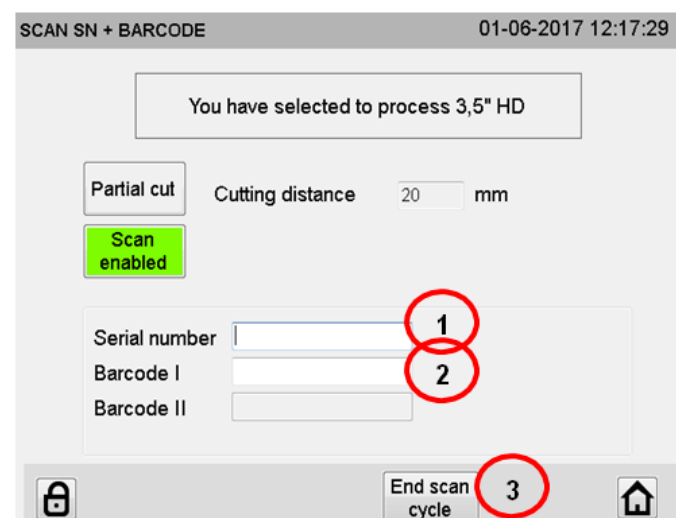 SCAN SN + BARCODE 01-06-2017 12:17:29
You have selected to process 3,5" HD
Partial cut Cutting distance 20 mm
Scan
enabled
Serial number 1
Barcode I 2
Barcode II
End scan
cycle 3